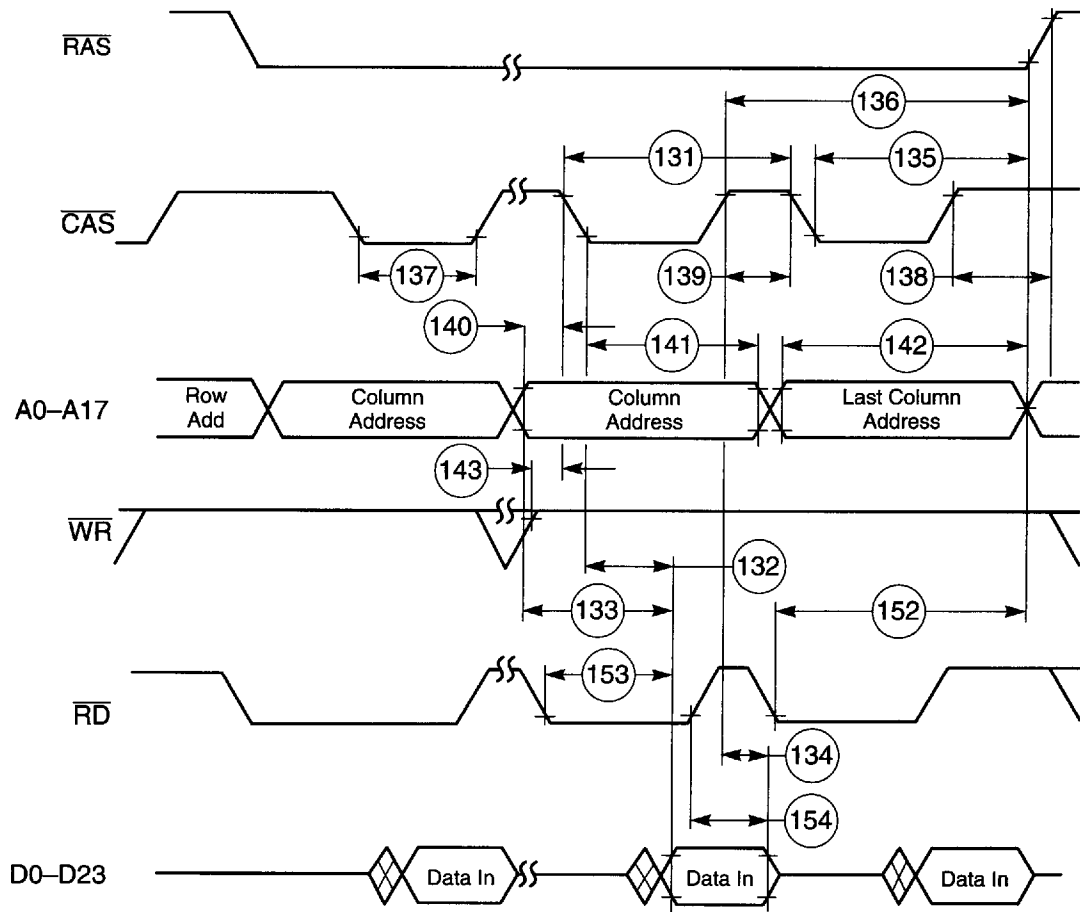 RAS
136
131
135
CAS
137
139
138
140
141
142
A0–A17
Row
Add
Column
Address
Column
Address
Last Column
Address
143
WR
132
133
152
153
RD
134
154
D0–D23
Data In
Data In
Data In